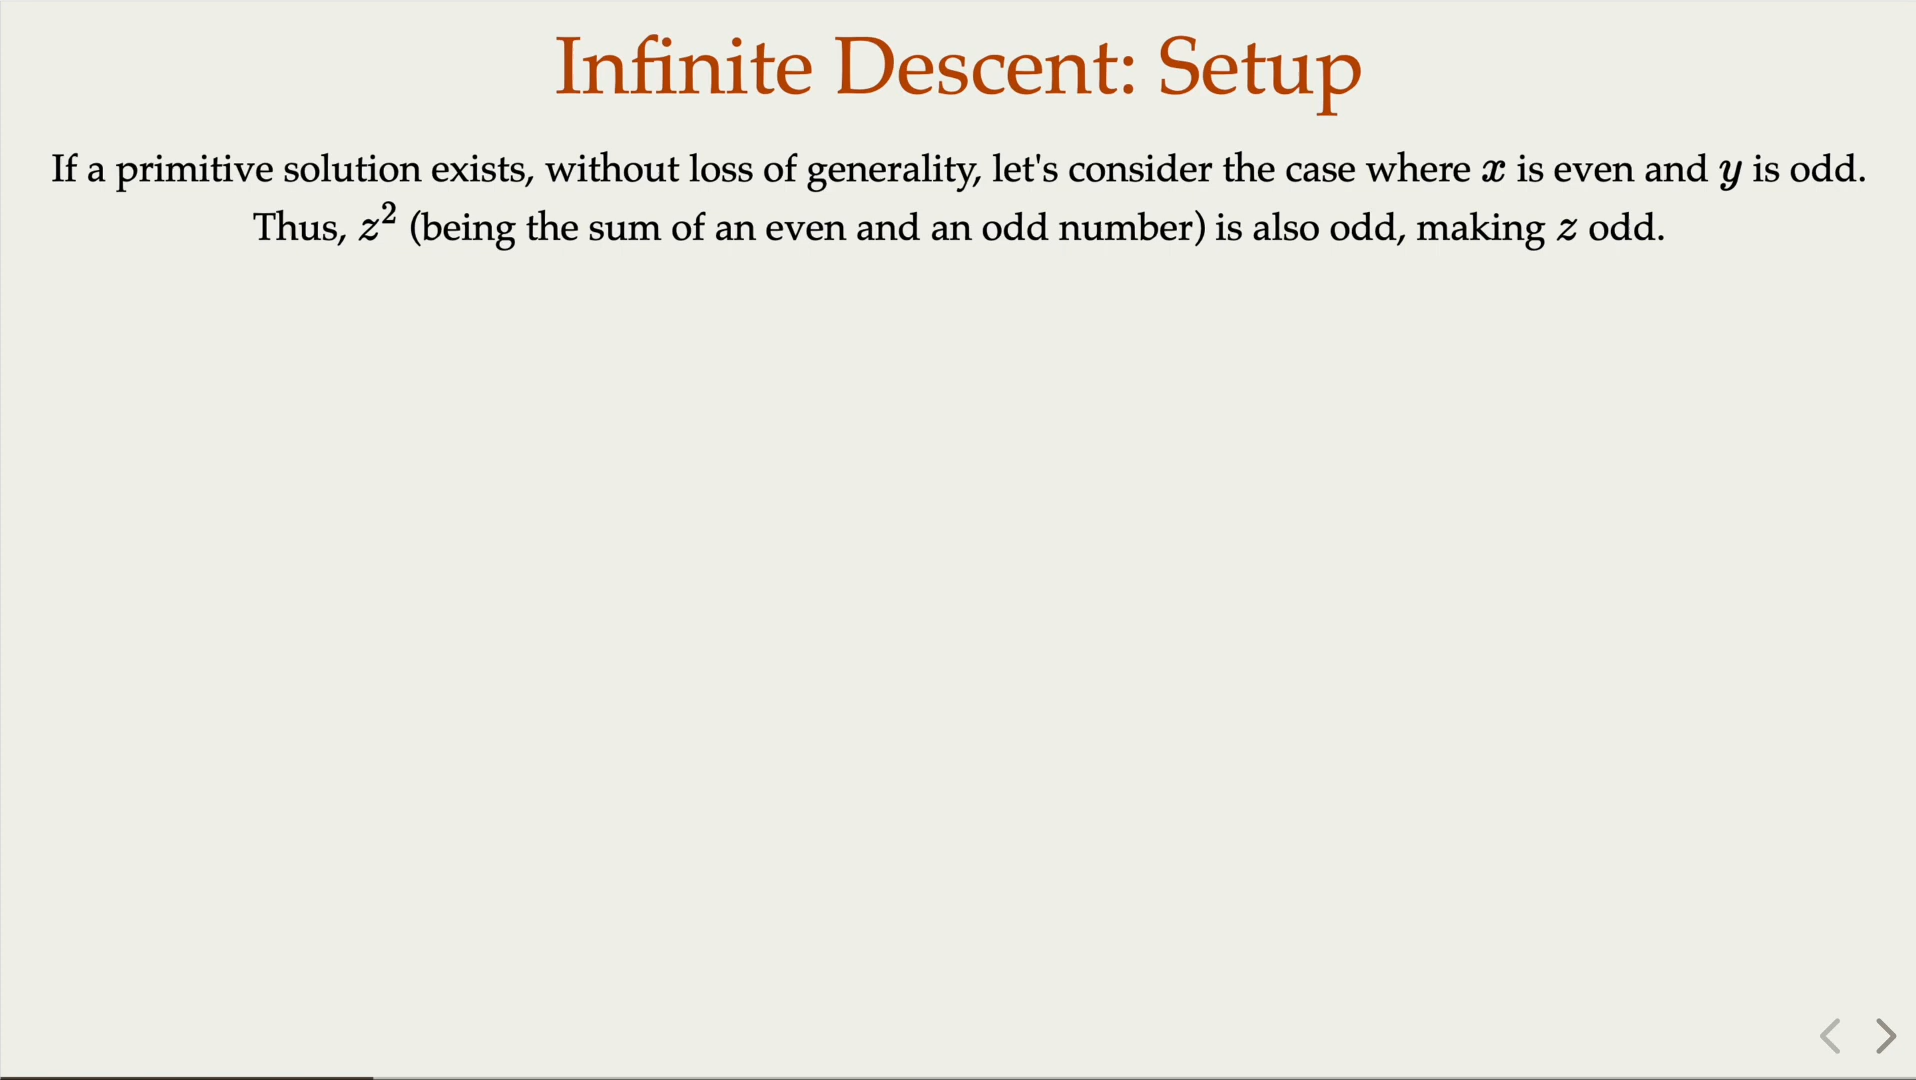 Infinite Descent: Setup
If a primitive solution exists, without loss of generality, let's consider the case where x is even and y is odd.
Thus, z² (being the sum of an even and an odd number) is also odd, making z odd.